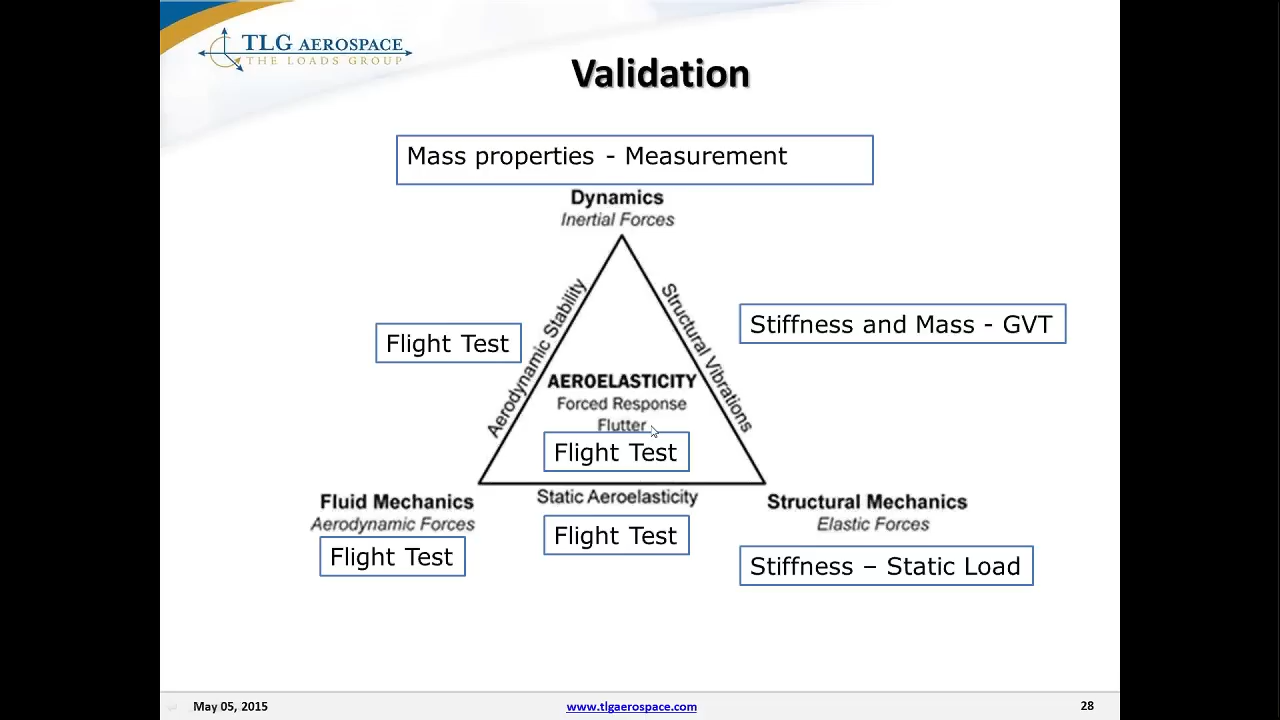 TLG AEROSPACE
THE LOADS GROUP
Validation
Mass properties - Measurement
Dynamics
Inertial Forces
Aerodynamic Stability
Structural Vibrations
Stiffness and Mass - GVT
Flight Test
AEROELASTICITY
Forced Response
Flutter
Flight Test
Static Aeroelasticity
Flight Test
Fluid Mechanics
Aerodynamic Forces
Flight Test
Structural Mechanics
Elastic Forces
Stiffness – Static Load
May 05, 2015
www.tlgaerospace.com
28